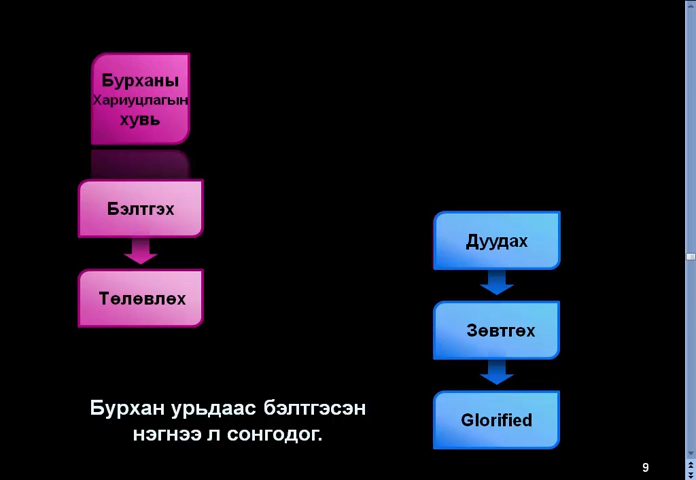 Бурханы
Хариуцлагын
хувь
Бэлтгэх
Төлөвлөх
Дуудах
Зөвтгөх
Glorified
Бурхан урьдаас бэлтгэсэн
нэгнээ л сонгодог.
9